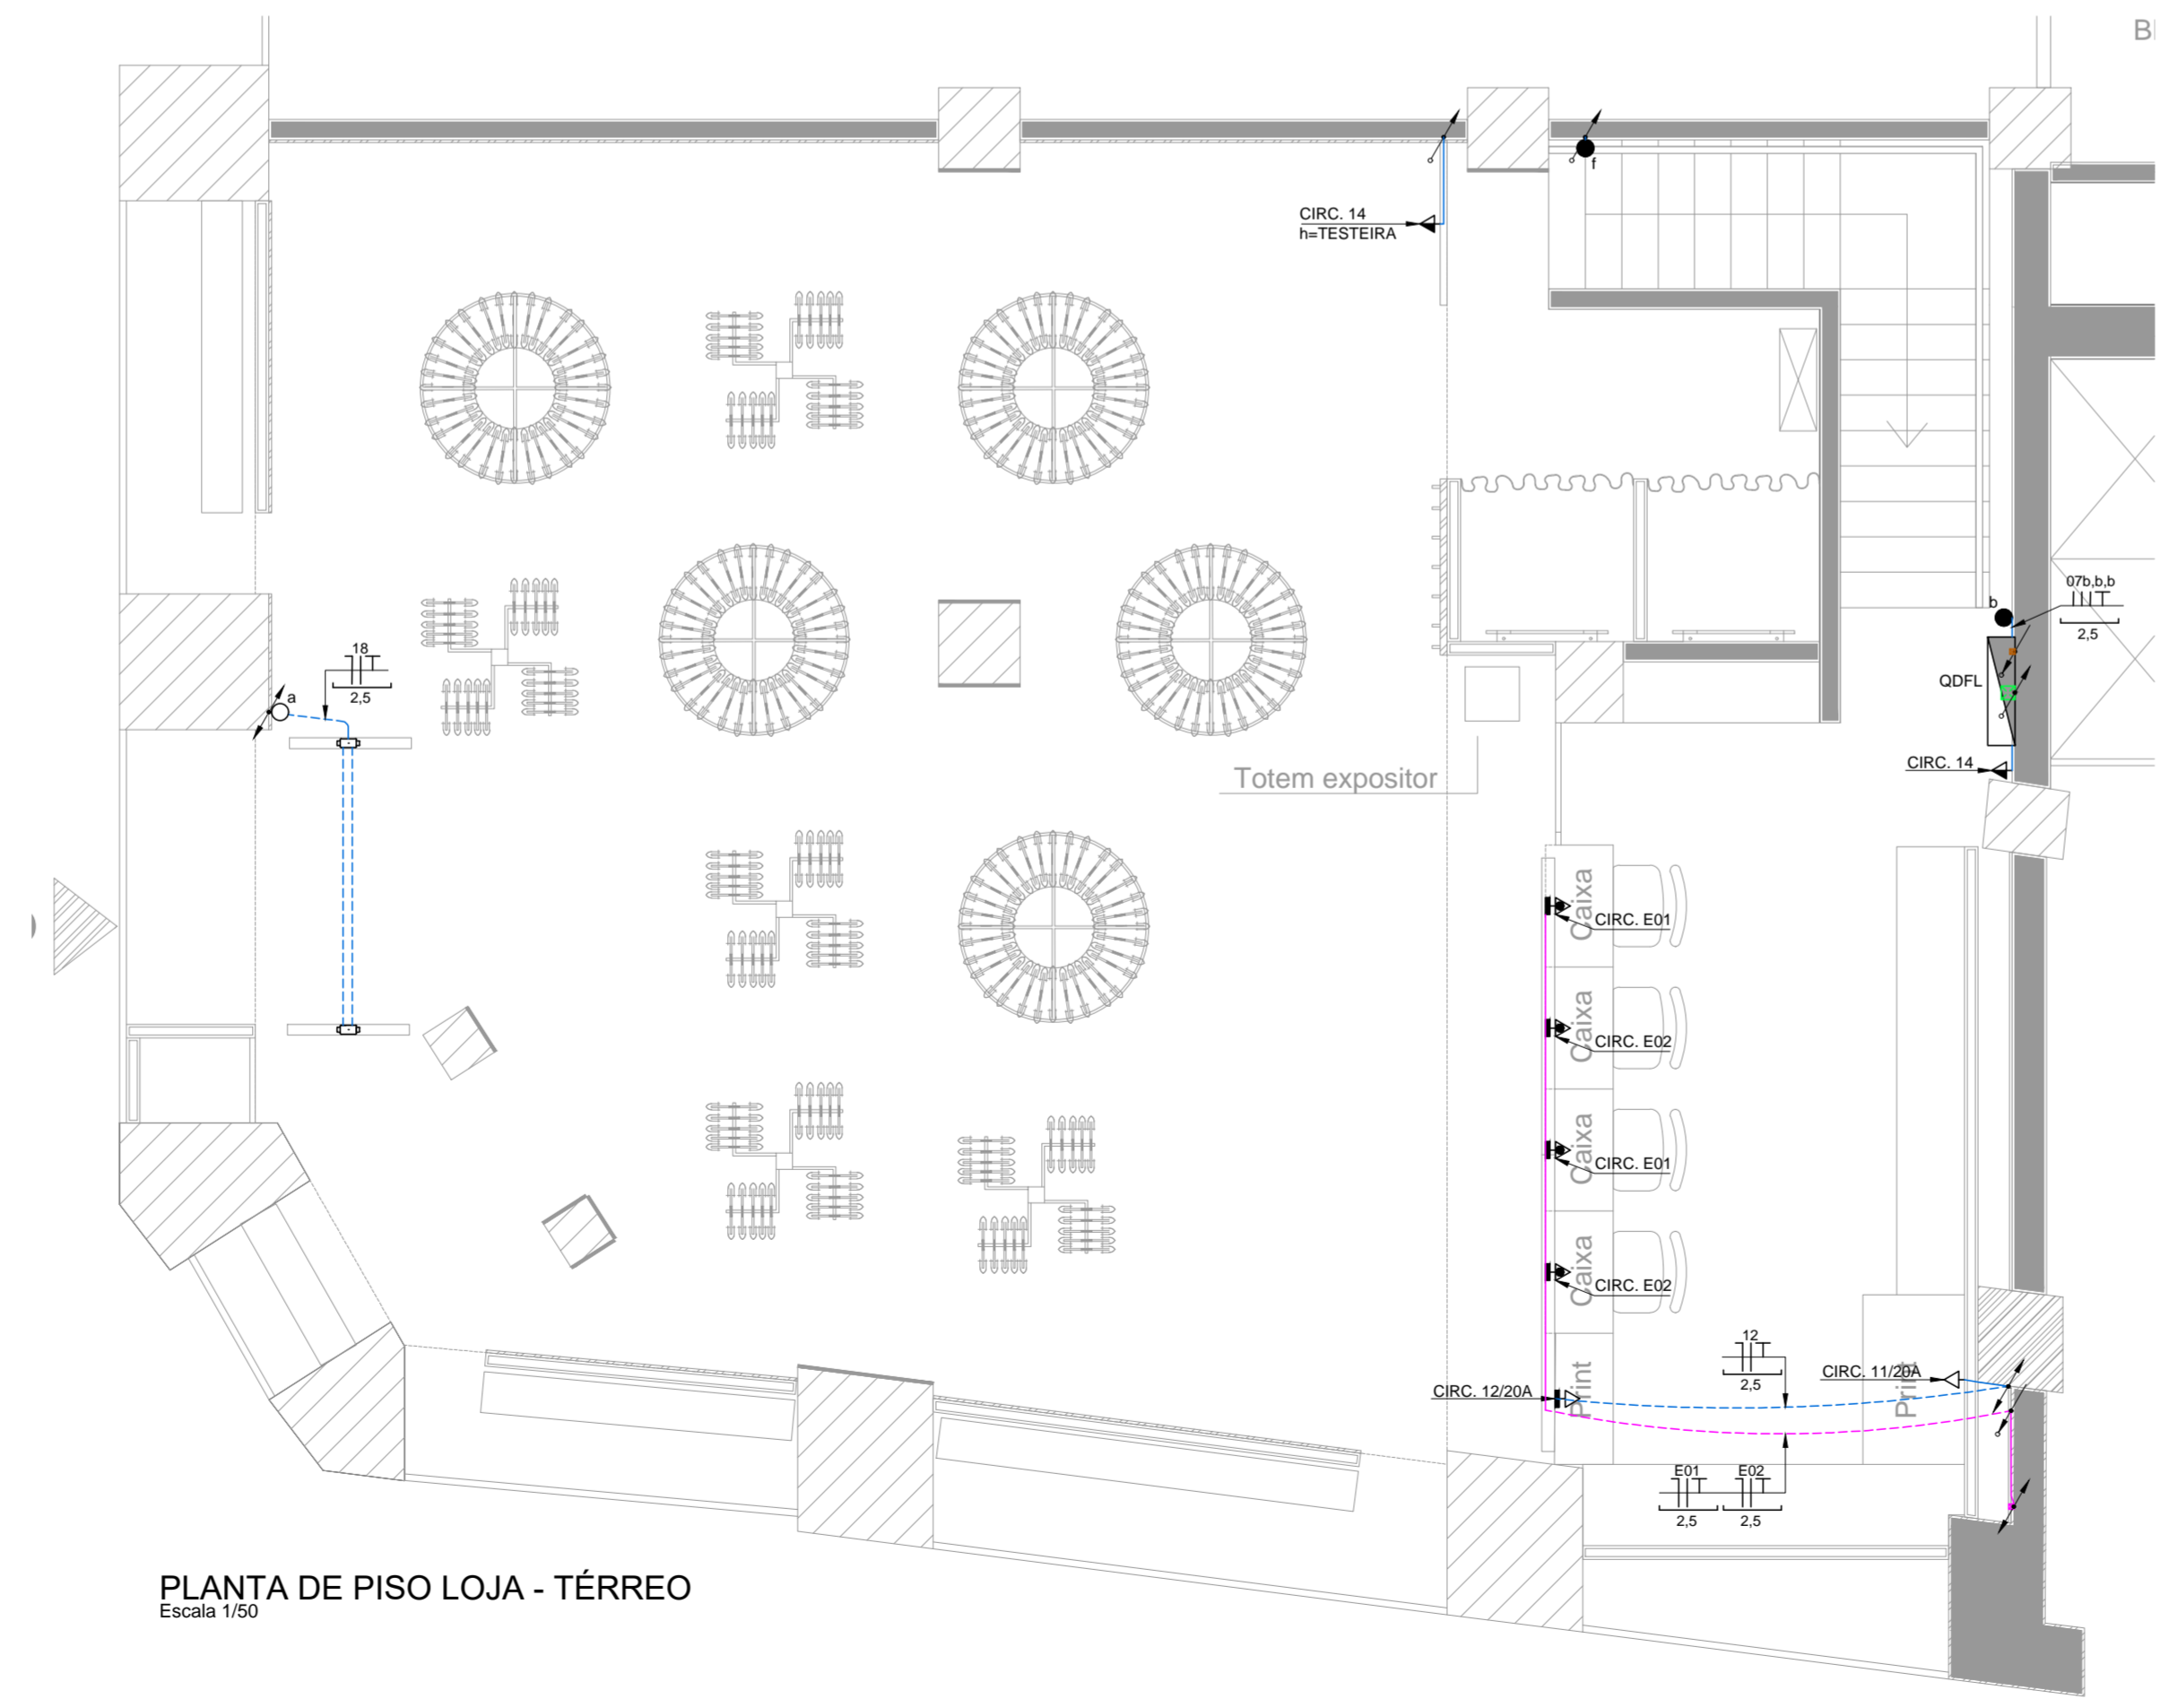 B
f
CIRC. 14
h=TESTEIRA
07b,b,b
2,5
b
18
2,5
a
QDFL
CIRC. 14
Totem expositor
Caixa
CIRC. E01
Caixa
CIRC. E02
Caixa
CIRC. E01
Caixa
CIRC. E02
12
2,5
CIRC. 11/20A
CIRC. 12/20A
Print
Print
E01
E02
2,5
2,5
PLANTA DE PISO LOJA - TÉRREO
Escala 1/50